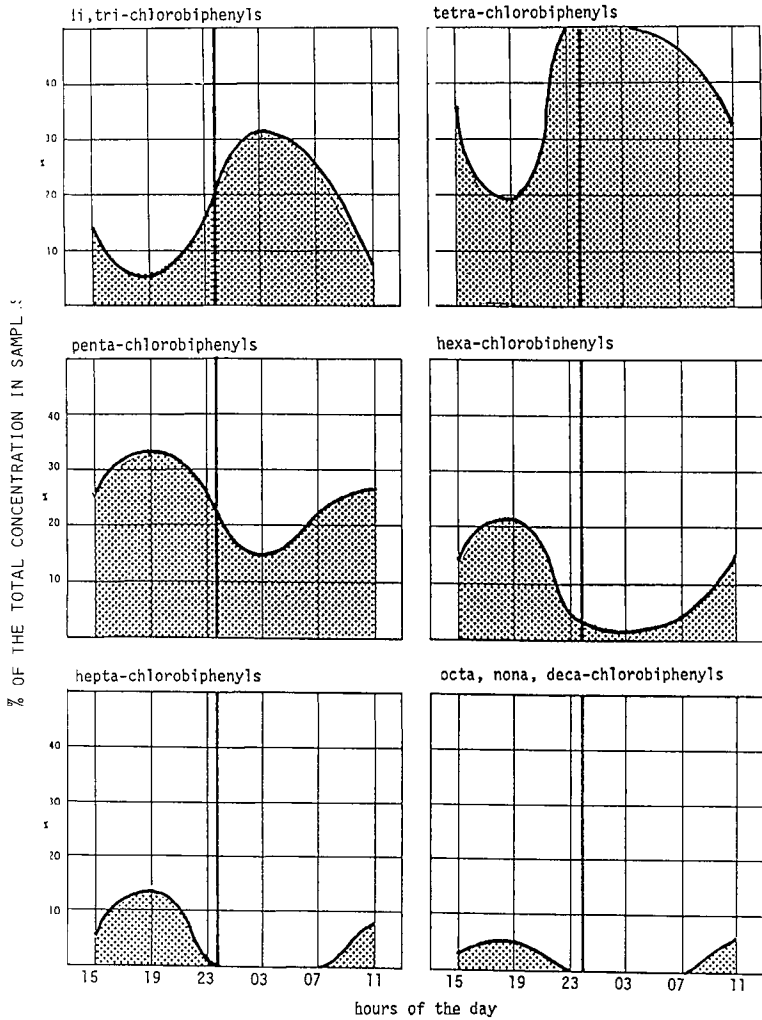 li,tri-chlorobiphenyls
tetra-chlorobiphenyls
40
30
%
20
10
penta-chlorobiphenyls
hexa-chlorobiphenyls
40
30
%
20
10
hepta-chlorobiphenyls
octa, nona, deca-chlorobiphenyls
40
30
%
20
10
15 19 23 03 07 11
15 19 23 03 07 11
hours of the day
% OF THE TOTAL CONCENTRATION IN